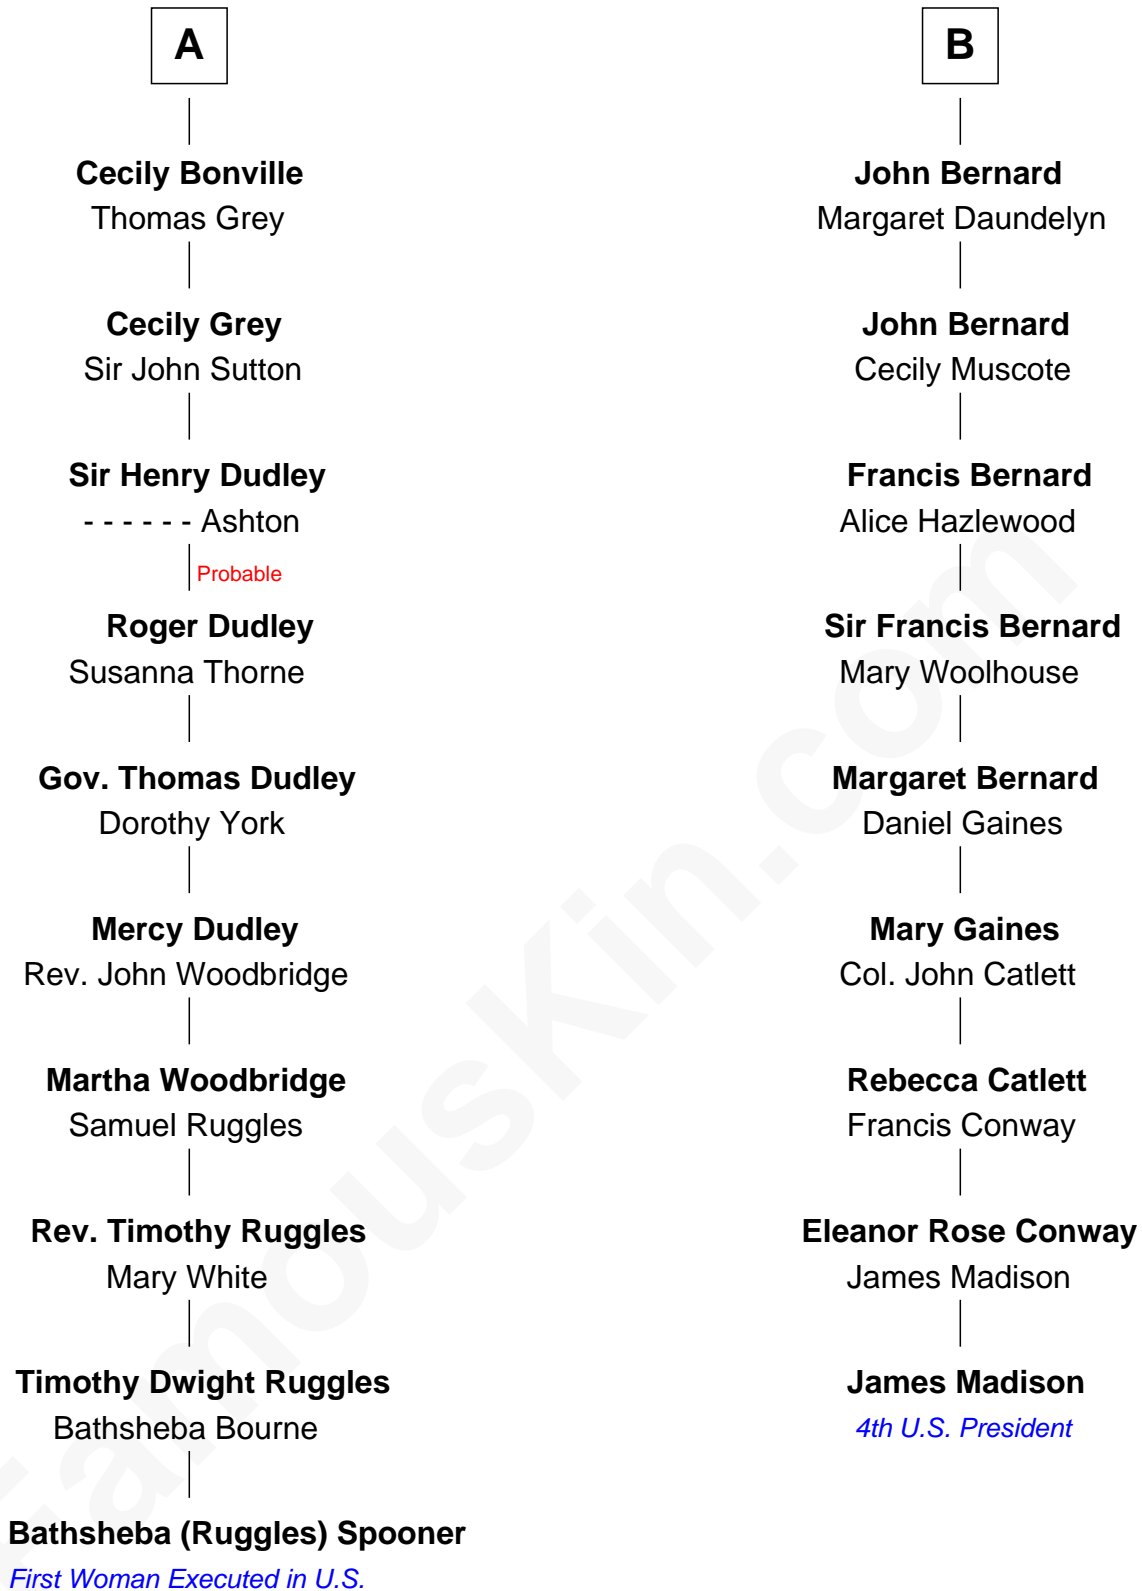 A
Cecily Bonville
Thomas Grey
Cecily Grey
Sir John Sutton
Sir Henry Dudley
- - - - - - Ashton
Probable
Roger Dudley
Susanna Thorne
Gov. Thomas Dudley
Dorothy York
Mercy Dudley
Rev. John Woodbridge
Martha Woodbridge
Samuel Ruggles
Rev. Timothy Ruggles
Mary White
Timothy Dwight Ruggles
Bathsheba Bourne
Bathsheba (Ruggles) Spooner
First Woman Executed in U.S.
B
John Bernard
Margaret Daundelyn
John Bernard
Cecily Muscote
Francis Bernard
Alice Hazlewood
Sir Francis Bernard
Mary Woolhouse
Margaret Bernard
Daniel Gaines
Mary Gaines
Col. John Catlett
Rebecca Catlett
Francis Conway
Eleanor Rose Conway
James Madison
James Madison
4th U.S. President
FamousKin.com